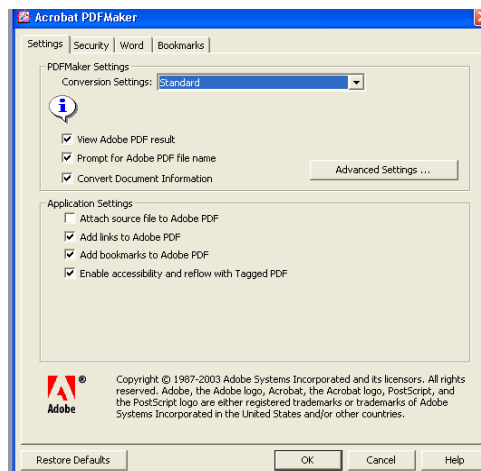 Acrobat PDFMaker
Settings Security Word Bookmarks
PDFMaker Settings
Conversion Settings: Standard
View Adobe PDF result
Prompt for Adobe PDF file name
Convert Document Information
Advanced Settings ...
Application Settings
Attach source file to Adobe PDF
Add links to Adobe PDF
Add bookmarks to Adobe PDF
Enable accessibility and reflow with Tagged PDF
Adobe ®
Copyright © 1987-2003 Adobe Systems Incorporated and its licensors. All rights
reserved. Adobe, the Adobe logo, Acrobat, the Acrobat logo, PostScript, and
the PostScript logo are either registered trademarks or trademarks of Adobe
Systems Incorporated in the United States and/or other countries.
Restore Defaults OK Cancel Help